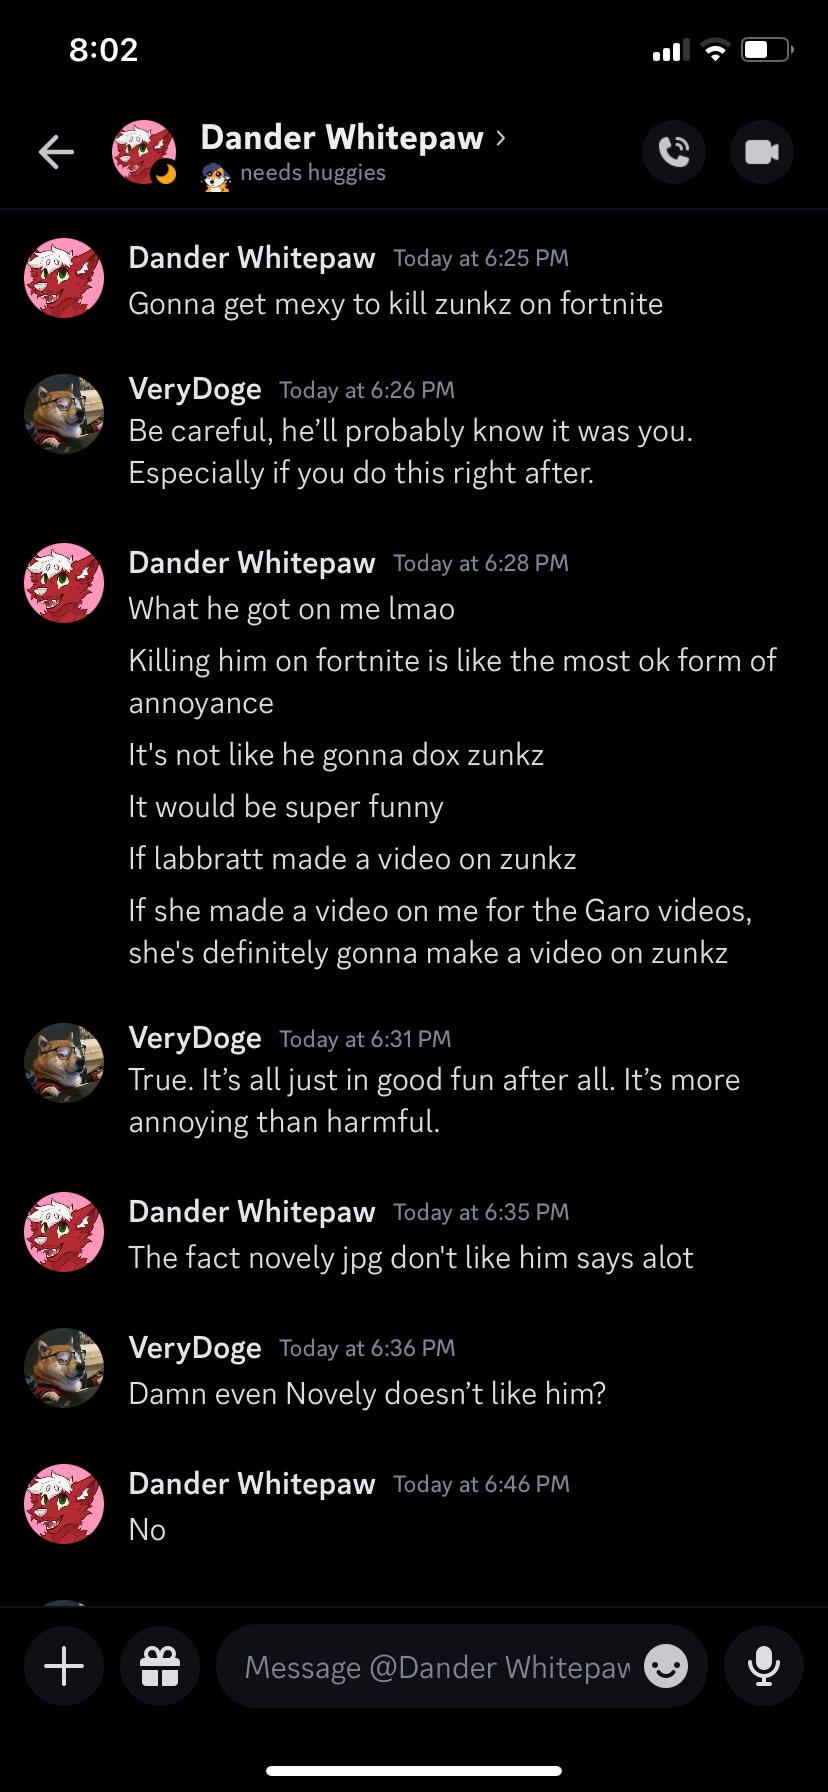 8:02
Dander Whitepaw
needs huggies
Dander Whitepaw Today at 6:25 PM
Gonna get mexy to kill zunkz on fortnite
VeryDoge Today at 6:26 PM
Be careful, he’ll probably know it was you.
Especially if you do this right after.
Dander Whitepaw Today at 6:28 PM
What he got on me lmao
Killing him on fortnite is like the most ok form of
annoyance
It's not like he gonna dox zunkz
It would be super funny
If labbratt made a video on zunkz
If she made a video on me for the Garo videos,
she's definitely gonna make a video on zunkz
VeryDoge Today at 6:31 PM
True. It’s all just in good fun after all. It’s more
annoying than harmful.
Dander Whitepaw Today at 6:35 PM
The fact novely jpg don't like him says alot
VeryDoge Today at 6:36 PM
Damn even Novely doesn’t like him?
Dander Whitepaw Today at 6:46 PM
No
Message @Dander Whitepaw